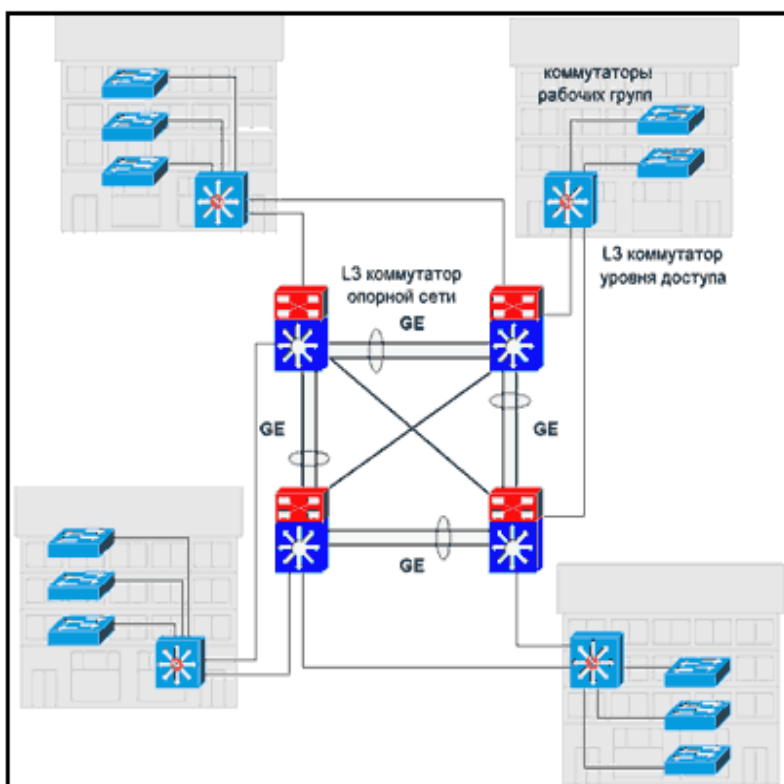 коммутаторы
рабочих групп
L3 коммутатор
уровня доступа
L3 коммутатор
опорной сети
GE
GE
GE
GE